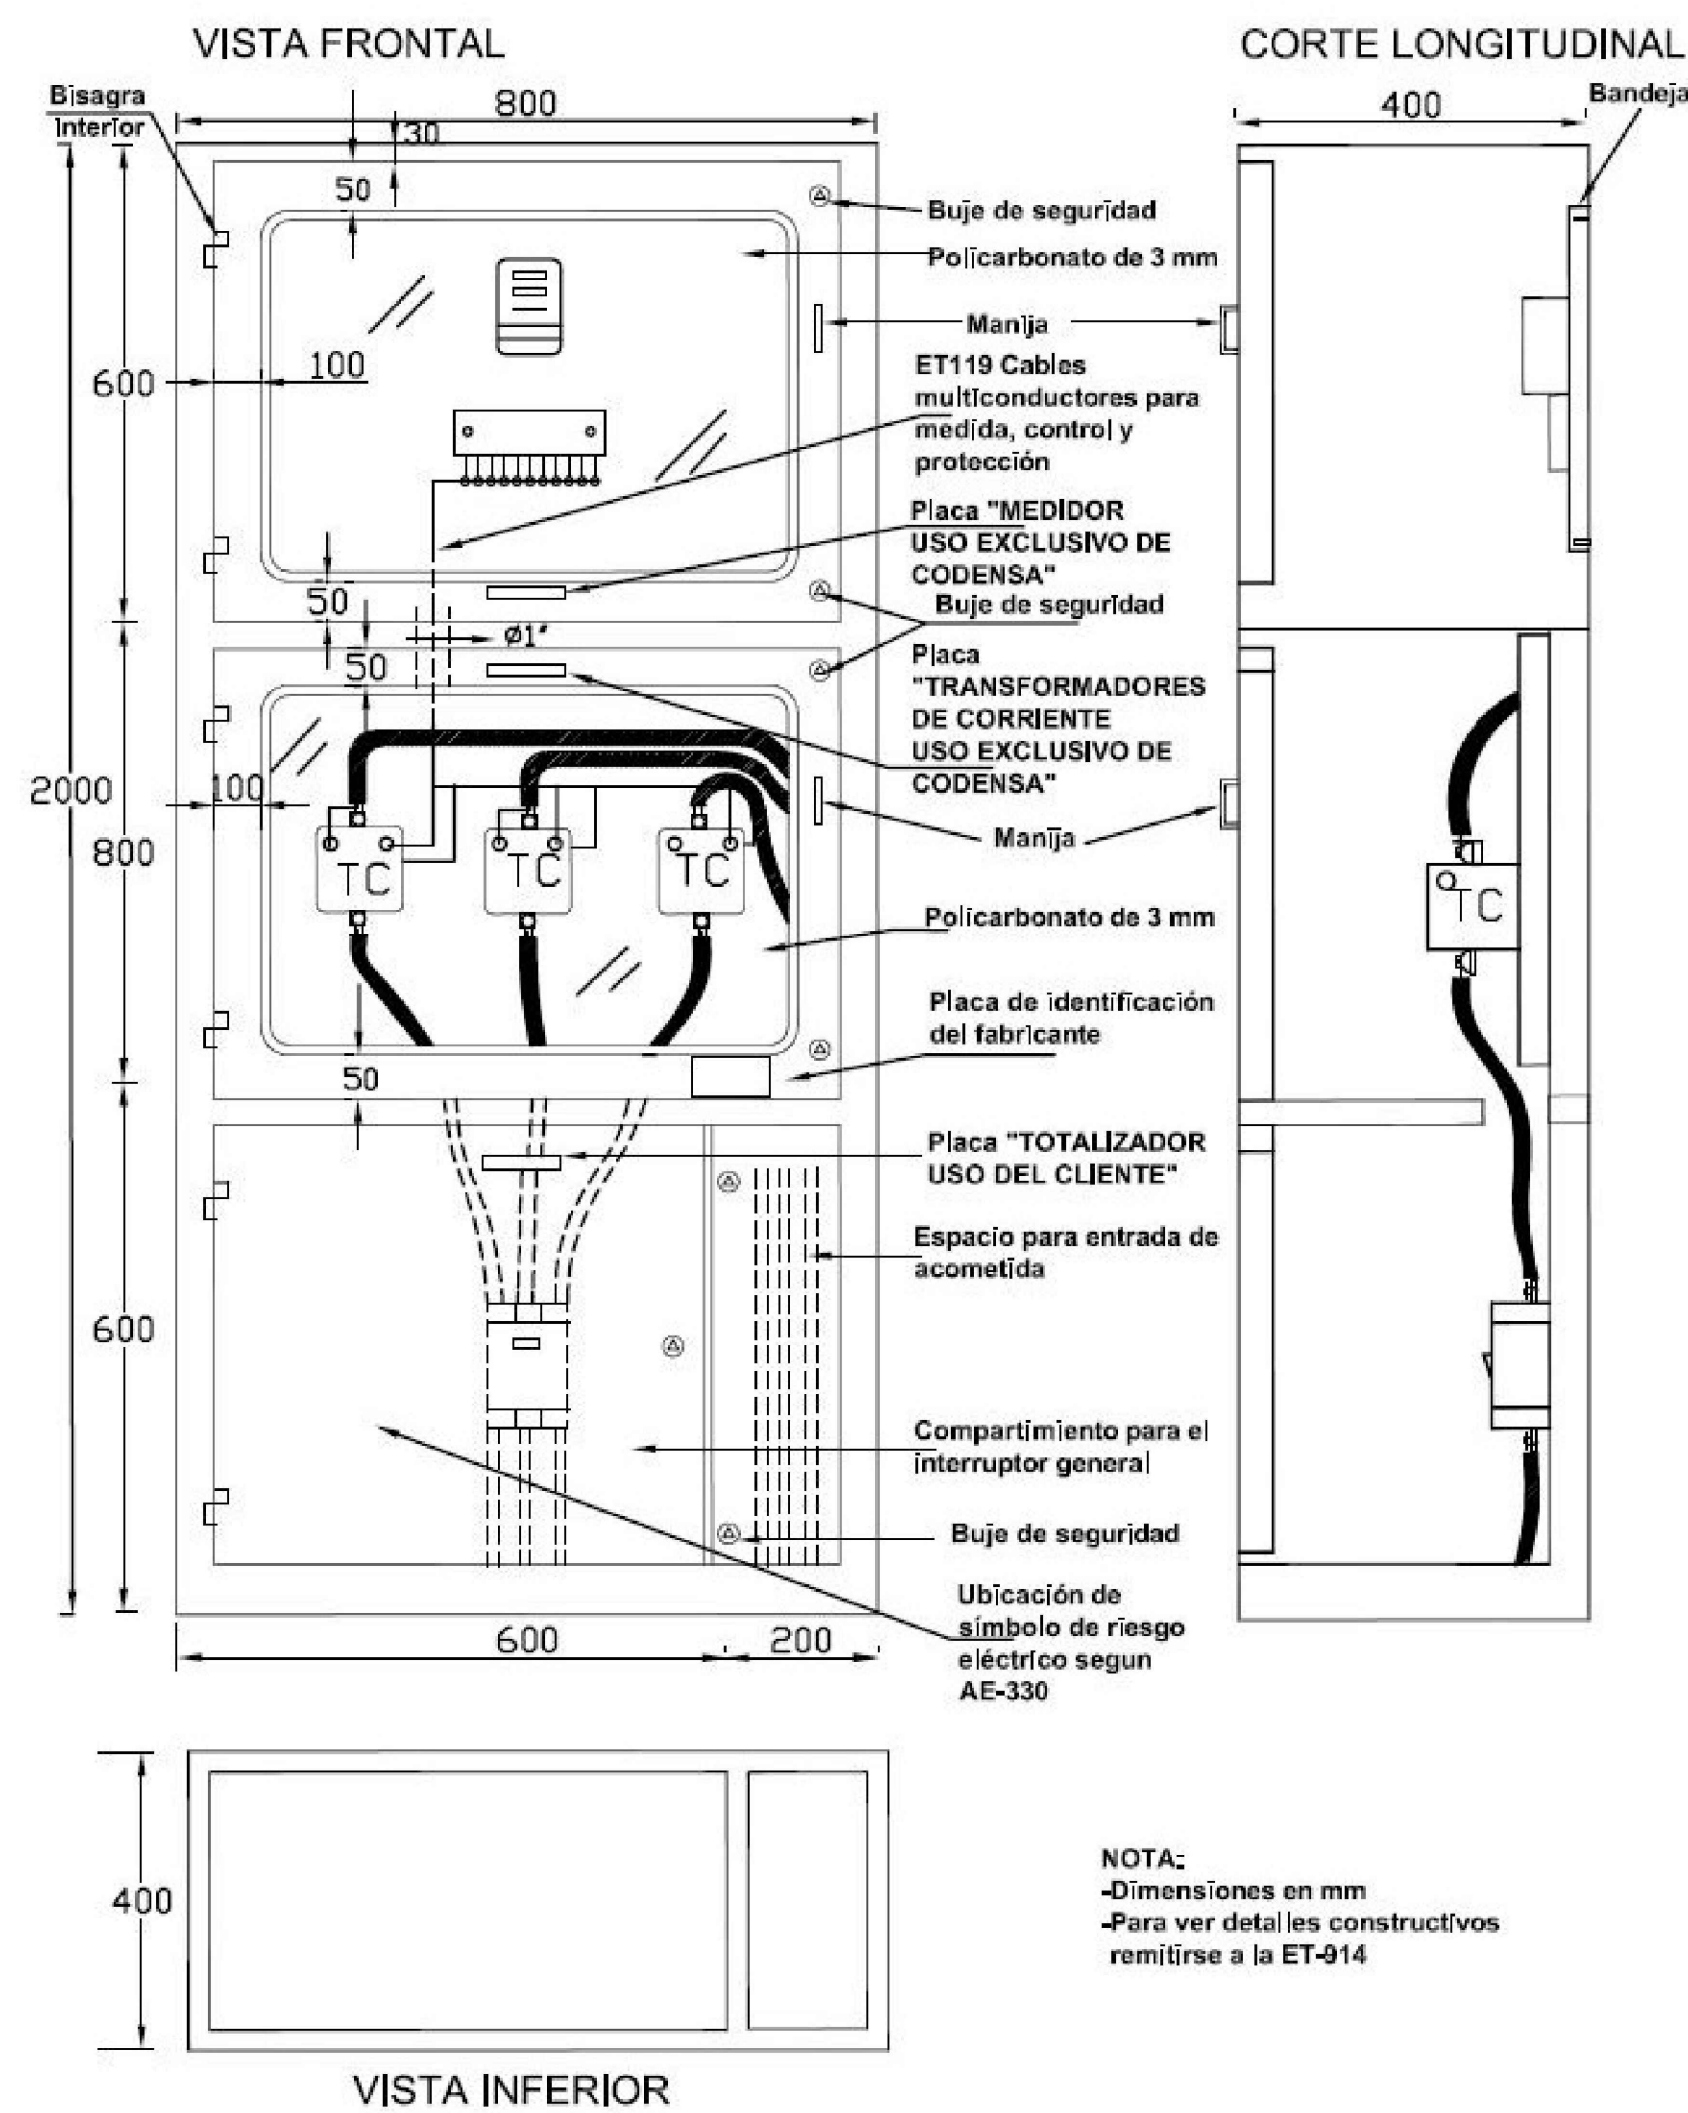 VISTA FRONTAL
CORTE LONGITUDINAL
Bisagra
Interior
800
30
400
Bandeja
50
Buje de seguridad
Policarbonato de 3 mm
Manija
100
600
ET119 Cables
multiconductores para
medida, control y
protección
Placa "MEDIDOR
USO EXCLUSIVO DE
CODENSA"
50
Buje de seguridad
Ø1"
50
Placa
"TRANSFORMADORES
DE CORRIENTE
USO EXCLUSIVO DE
CODENSA"
2000
100
Manija
800
TC
TC
TC
TC
Policarbonato de 3 mm
Placa de identificación
del fabricante
50
Placa "TOTALIZADOR
USO DEL CLIENTE"
Espacio para entrada de
acometida
600
Compartimiento para el
interruptor general
Buje de seguridad
Ubicación de
símbolo de riesgo
eléctrico segun
AE-330
600
200
400
NOTA:
-Dimensiones en mm
-Para ver detalles constructivos
remitirse a la ET-914
VISTA INFERIOR